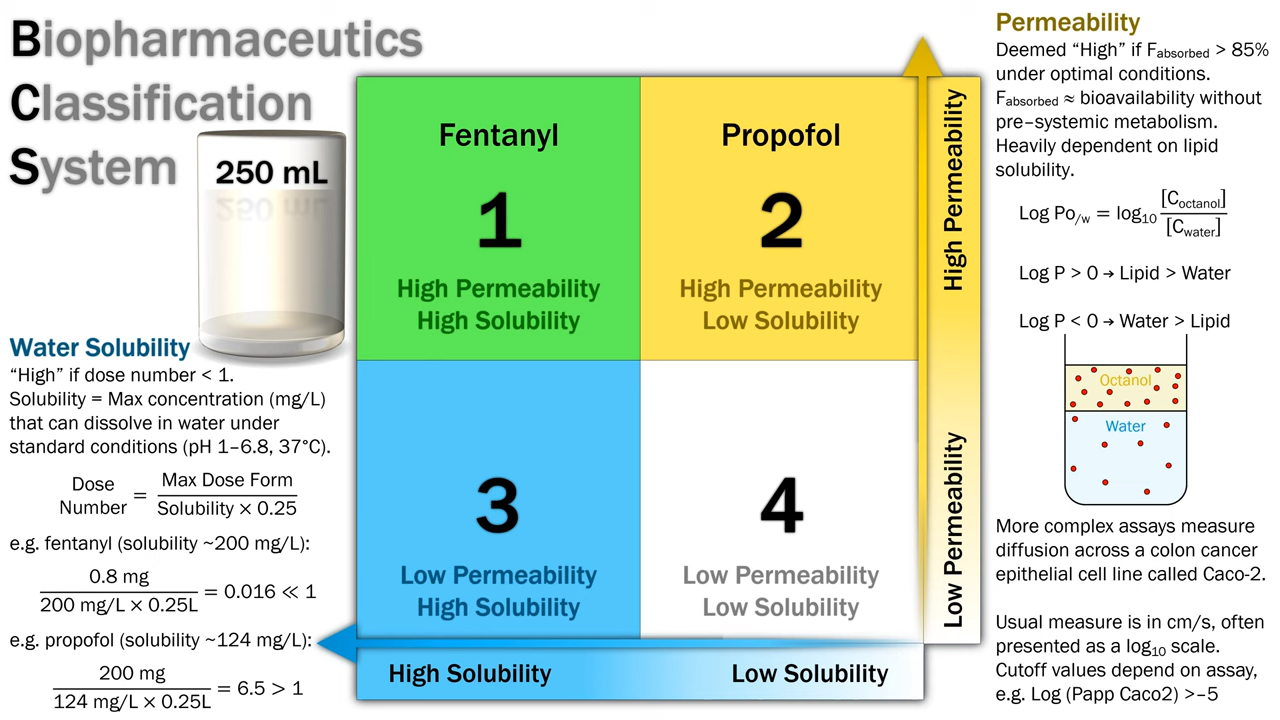 Biopharmaceutics
Classification
System
250 mL
Water Solubility
“High” if dose number < 1.
Solubility = Max concentration (mg/L)
that can dissolve in water under
standard conditions (pH 1–6.8, 37°C).
Dose Number = Max Dose Form / Solubility × 0.25
e.g. fentanyl (solubility ~200 mg/L):
0.8 mg / 200 mg/L × 0.25L = 0.016 ≪ 1
e.g. propofol (solubility ~124 mg/L):
200 mg / 124 mg/L × 0.25L = 6.5 > 1
Fentanyl
1
High Permeability
High Solubility
Propofol
2
High Permeability
Low Solubility
3
Low Permeability
High Solubility
4
Low Permeability
Low Solubility
High Solubility
Low Solubility
High Permeability
Low Permeability
Permeability
Deemed “High” if Fabsorbed > 85%
under optimal conditions.
Fabsorbed ≈ bioavailability without
pre–systemic metabolism.
Heavily dependent on lipid
solubility.
Log Po/w = log10 [Coctanol] / [Cwater]
Log P > 0 → Lipid > Water
Log P < 0 → Water > Lipid
Octanol
Water
More complex assays measure
diffusion across a colon cancer
epithelial cell line called Caco-2.
Usual measure is in cm/s, often
presented as a log10 scale.
Cutoff values depend on assay,
e.g. Log (Papp Caco2) >–5